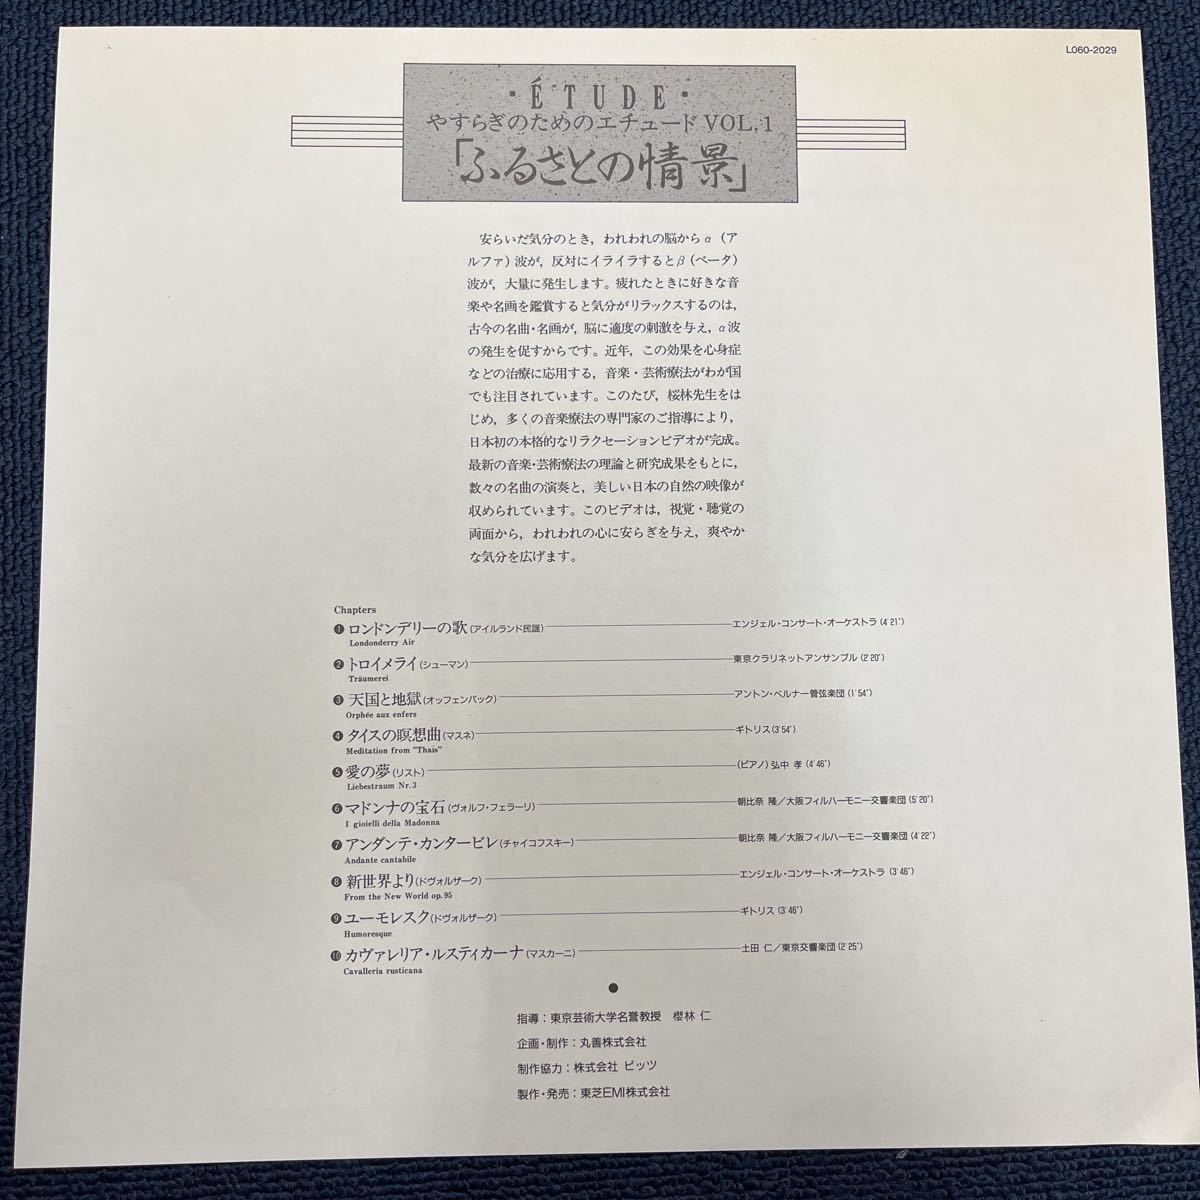 L060-2029
・ÉTUDE・
やすらぎのためのエチュード VOL.1
「ふるさとの情景」
安らいだ気分のとき，われわれの脳からα（ア
ルファ）波が，反対にイライラするとβ（ベータ）
波が，大量に発生します。疲れたときに好きな音
楽や名画を鑑賞すると気分がリラックスするのは，
古今の名曲・名画が，脳に適度の刺激を与え，α波
の発生を促すからです。近年，この効果を心身症
などの治療に応用する，音楽・芸術療法がわが国
でも注目されています。このたび，桜林先生をは
じめ，多くの音楽療法の専門家のご指導により，
日本初の本格的なリラクセーションビデオが完成。
最新の音楽・芸術療法の理論と研究成果をもとに，
数々の名曲の演奏と，美しい日本の自然の映像が
収められています。このビデオは，視覚・聴覚の
両面から，われわれの心に安らぎを与え，爽やか
な気分を広げます。
Chapters
❶ ロンドンデリーの歌（アイルランド民謡） エンジェル・コンサート・オーケストラ（4'21"）
Londonderry Air
❷ トロイメライ（シューマン） 東京クラリネットアンサンブル（2'20"）
Träumerei
❸ 天国と地獄（オッフェンバック） アントン・ベルナー管弦楽団（1'54"）
Orphée aux enfers
❹ タイスの瞑想曲（マスネ） ギトリス（3'54"）
Meditation from "Thaïs"
❺ 愛の夢（リスト） （ピアノ）弘中 孝（4'46"）
Liebestraum Nr.3
❻ マドンナの宝石（ヴォルフ・フェラーリ） 朝比奈 隆／大阪フィルハーモニー交響楽団（5'20"）
I gioielli della Madonna
❼ アンダンテ・カンタービレ（チャイコフスキー） 朝比奈 隆／大阪フィルハーモニー交響楽団（4'22"）
Andante cantabile
❽ 新世界より（ドヴォルザーク） エンジェル・コンサート・オーケストラ（3'46"）
From the New World op.95
❾ ユーモレスク（ドヴォルザーク） ギトリス（3'46"）
Humoresque
❿ カヴァレリア・ルスティカーナ（マスカーニ） 土田 仁／東京交響楽団（2'25"）
Cavalleria rusticana
指導：東京芸術大学名誉教授　櫻林 仁
企画・制作：丸善株式会社
制作協力：株式会社 ビッツ
製作・発売：東芝EMI株式会社